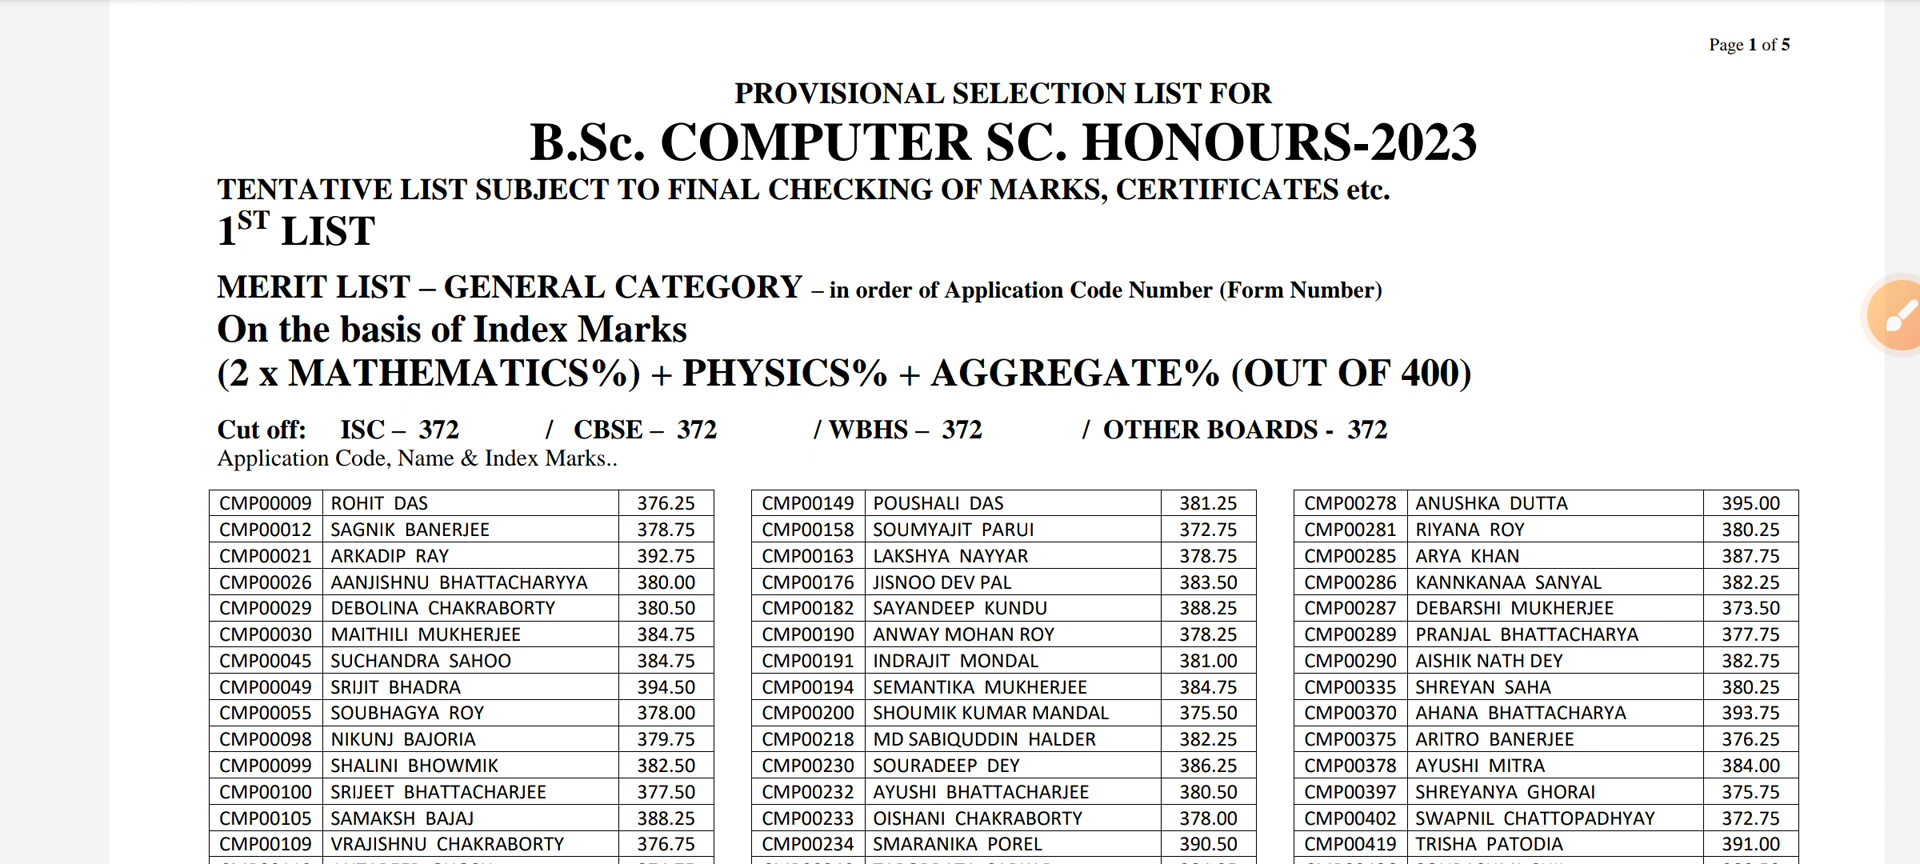 Page 1 of 5
PROVISIONAL SELECTION LIST FOR
B.Sc. COMPUTER SC. HONOURS-2023
TENTATIVE LIST SUBJECT TO FINAL CHECKING OF MARKS, CERTIFICATES etc.
1ST LIST
MERIT LIST – GENERAL CATEGORY – in order of Application Code Number (Form Number)
On the basis of Index Marks
(2 x MATHEMATICS%) + PHYSICS% + AGGREGATE% (OUT OF 400)
Cut off: ISC – 372 / CBSE – 372 / WBHS – 372 / OTHER BOARDS - 372
Application Code, Name & Index Marks..
CMP00009 ROHIT DAS 376.25
CMP00012 SAGNIK BANERJEE 378.75
CMP00021 ARKADIP RAY 392.75
CMP00026 AANJISHNU BHATTACHARYYA 380.00
CMP00029 DEBOLINA CHAKRABORTY 380.50
CMP00030 MAITHILI MUKHERJEE 384.75
CMP00045 SUCHANDRA SAHOO 384.75
CMP00049 SRIJIT BHADRA 394.50
CMP00055 SOUBHAGYA ROY 378.00
CMP00098 NIKUNJ BAJORIA 379.75
CMP00099 SHALINI BHOWMIK 382.50
CMP00100 SRIJEET BHATTACHARJEE 377.50
CMP00105 SAMAKSH BAJAJ 388.25
CMP00109 VRAJISHNU CHAKRABORTY 376.75
CMP00149 POUSHALI DAS 381.25
CMP00158 SOUMYAJIT PARUI 372.75
CMP00163 LAKSHYA NAYYAR 378.75
CMP00176 JISNOO DEV PAL 383.50
CMP00182 SAYANDEEP KUNDU 388.25
CMP00190 ANWAY MOHAN ROY 378.25
CMP00191 INDRAJIT MONDAL 381.00
CMP00194 SEMANTIKA MUKHERJEE 384.75
CMP00200 SHOUMIK KUMAR MANDAL 375.50
CMP00218 MD SABIQUDDIN HALDER 382.25
CMP00230 SOURADEEP DEY 386.25
CMP00232 AYUSHI BHATTACHARJEE 380.50
CMP00233 OISHANI CHAKRABORTY 378.00
CMP00234 SMARANIKA POREL 390.50
CMP00278 ANUSHKA DUTTA 395.00
CMP00281 RIYANA ROY 380.25
CMP00285 ARYA KHAN 387.75
CMP00286 KANNKANAA SANYAL 382.25
CMP00287 DEBARSHI MUKHERJEE 373.50
CMP00289 PRANJAL BHATTACHARYA 377.75
CMP00290 AISHIK NATH DEY 382.75
CMP00335 SHREYAN SAHA 380.25
CMP00370 AHANA BHATTACHARYA 393.75
CMP00375 ARITRO BANERJEE 376.25
CMP00378 AYUSHI MITRA 384.00
CMP00397 SHREYANYA GHORAI 375.75
CMP00402 SWAPNIL CHATTOPADHYAY 372.75
CMP00419 TRISHA PATODIA 391.00